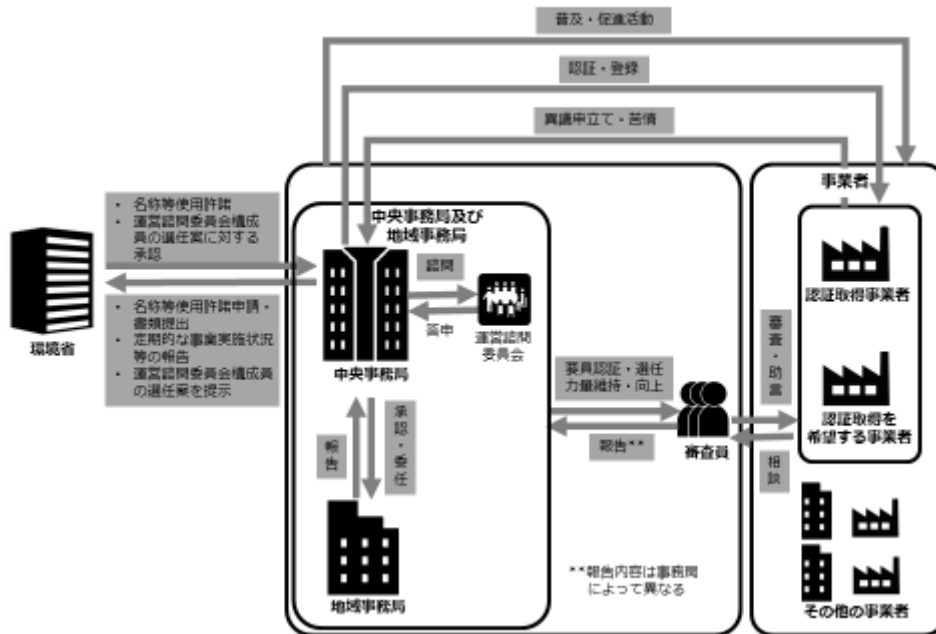 普及・促進活動
認証・登録
異議申立て・苦情
事業者
・ 名称等使用許諾
・ 運営諮問委員会構成
員の選任案に対する
承認
中央事務局及び
地域事務局
諮問
答申
運営諮問
委員会
中央事務局
環境省
・ 名称等使用許諾申請・
書類提出
・ 定期的な事業実施状況
等の報告
・ 運営諮問委員会構成員
の選任案を提示
認証取得事業者
審査・助言
要員認証・選任
力量維持・向上
報告**
審査員
認証取得を
希望する事業者
相談
報告
承認・委任
地域事務局
**報告内容は事務局
によって異なる
その他の事業者